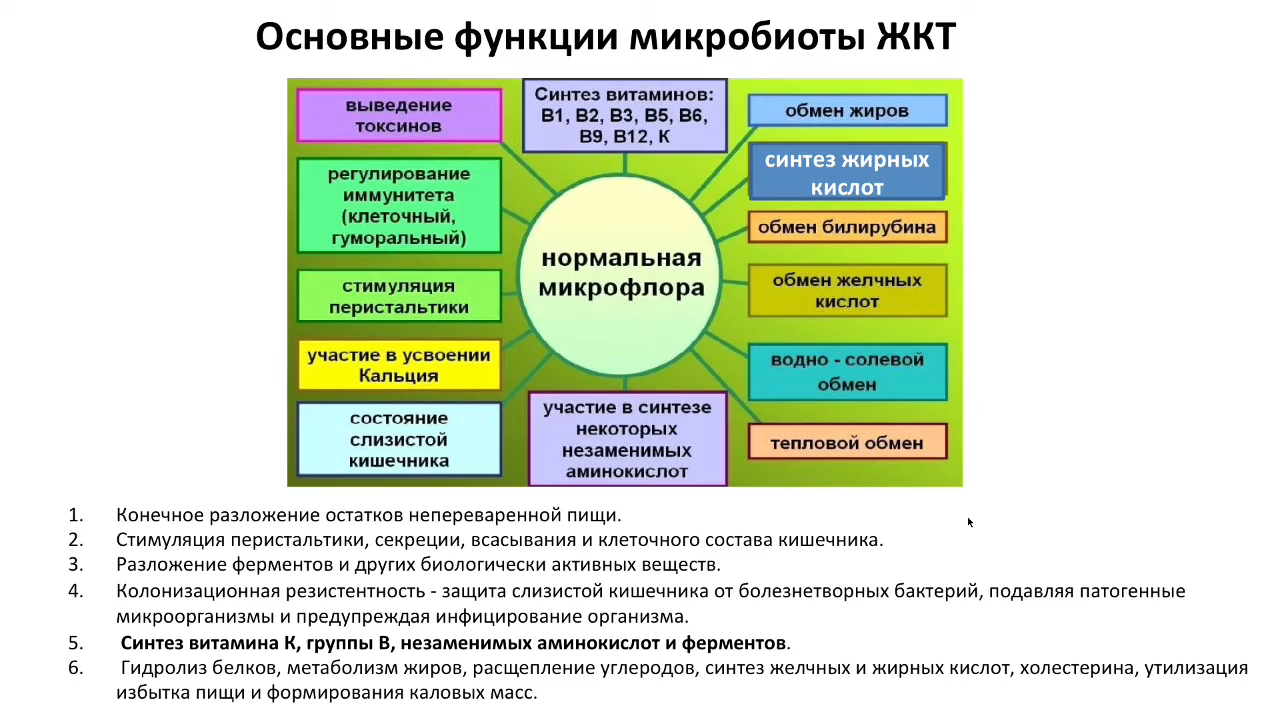 Основные функции микробиоты ЖКТ
выведение
токсинов
регулирование
иммунитета
(клеточный,
гуморальный)
стимуляция
перистальтики
участие в усвоении
Кальция
состояние
слизистой
кишечника
Синтез витаминов:
В1, В2, В3, В5, В6,
В9, В12, К
нормальная
микрофлора
участие в синтезе
некоторых
незаменимых
аминокислот
обмен жиров
синтез жирных
кислот
обмен билирубина
обмен желчных
кислот
водно - солевой
обмен
тепловой обмен
1. Конечное разложение остатков непереваренной пищи.
2. Стимуляция перистальтики, секреции, всасывания и клеточного состава кишечника.
3. Разложение ферментов и других биологически активных веществ.
4. Колонизационная резистентность - защита слизистой кишечника от болезнетворных бактерий, подавляя патогенные
микроорганизмы и предупреждая инфицирование организма.
5. Синтез витамина К, группы В, незаменимых аминокислот и ферментов.
6. Гидролиз белков, метаболизм жиров, расщепление углеродов, синтез желчных и жирных кислот, холестерина, утилизация
избытка пищи и формирования каловых масс.